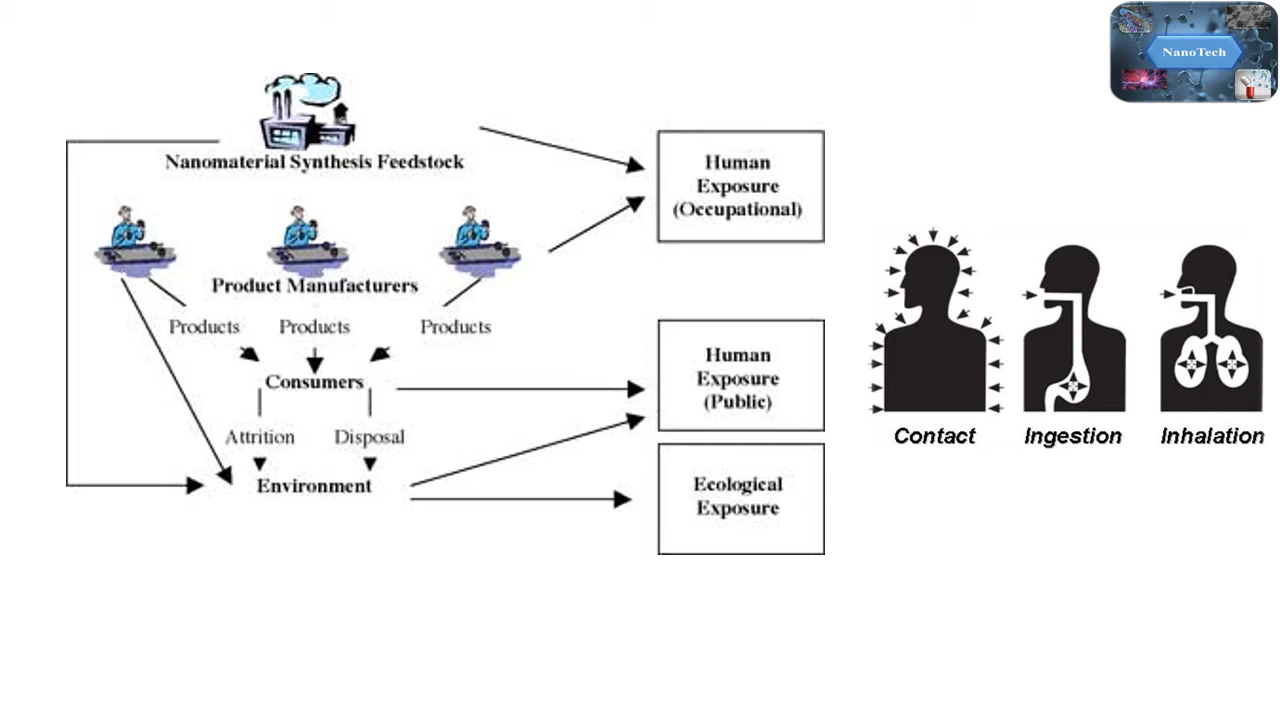 NanoTech
Nanomaterial Synthesis Feedstock
Human
Exposure
(Occupational)
Product Manufacturers
Products
Products
Products
Consumers
Human
Exposure
(Public)
Attrition
Disposal
Environment
Ecological
Exposure
Contact
Ingestion
Inhalation